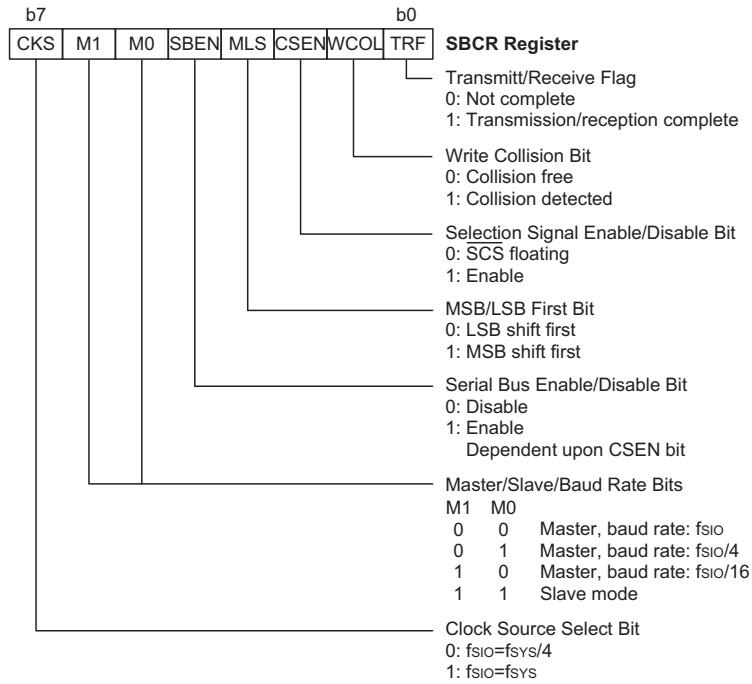 b7 b0
CKS M1 M0 SBEN MLS CSEN WCOL TRF SBCR Register
Transmitt/Receive Flag
0: Not complete
1: Transmission/reception complete
Write Collision Bit
0: Collision free
1: Collision detected
Selection Signal Enable/Disable Bit
0: SCS floating
1: Enable
MSB/LSB First Bit
0: LSB shift first
1: MSB shift first
Serial Bus Enable/Disable Bit
0: Disable
1: Enable
Dependent upon CSEN bit
Master/Slave/Baud Rate Bits
M1 M0
0 0 Master, baud rate: fSIO
0 1 Master, baud rate: fSIO/4
1 0 Master, baud rate: fSIO/16
1 1 Slave mode
Clock Source Select Bit
0: fSIO=fSYS/4
1: fSIO=fSYS